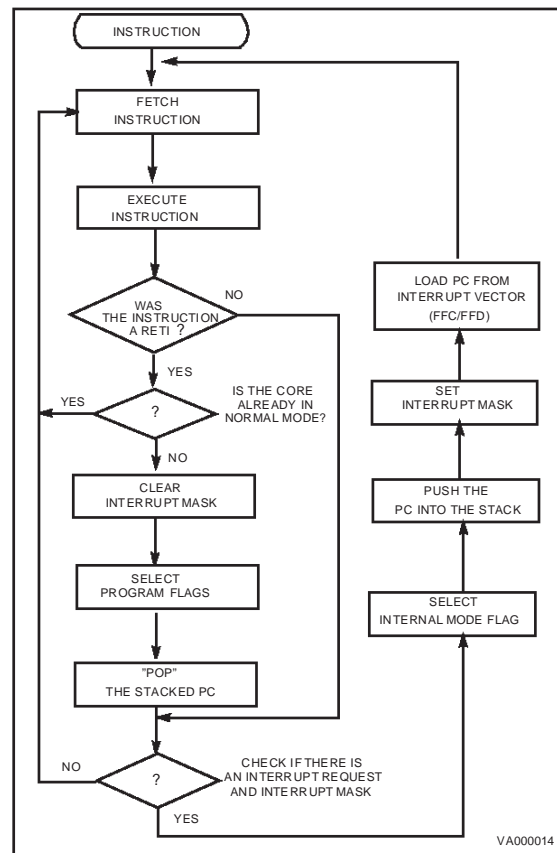 INSTRUCTION
FETCH
INSTRUCTION
EXECUTE
INSTRUCTION
WAS
THE INSTRUCTION
A RETI ?
NO
YES
YES
?
IS THE CORE
ALREADY IN
NORMAL MODE?
NO
CLEAR
INTERRUPT MASK
SELECT
PROGRAM FLAGS
"POP"
THE STACKED PC
NO
?
CHECK IF THERE IS
AN INTERRUPT REQUEST
AND INTERRUPT MASK
YES
LOAD PC FROM
INTERRUPT VECTOR
(FFC/FFD)
SET
INTERRUPT MASK
PUSH THE
PC INTO THE STACK
SELECT
INTERNAL MODE FLAG
VA000014